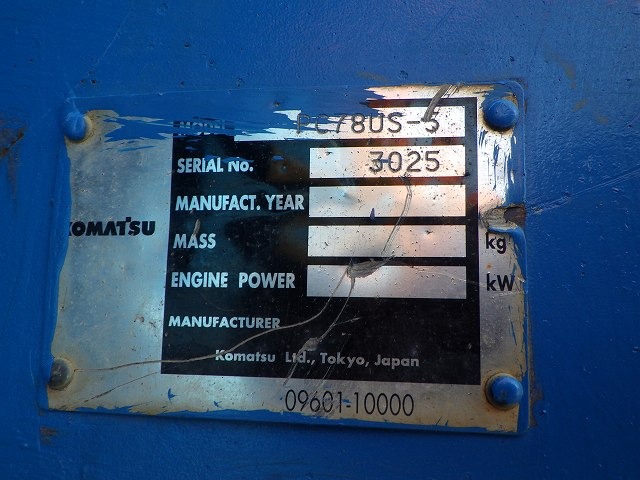 MODEL PC78US-5
SERIAL No. 3025
MANUFACT. YEAR
KOMATSU
MASS kg
ENGINE POWER kW
MANUFACTURER
Komatsu Ltd., Tokyo, Japan
09601-10000